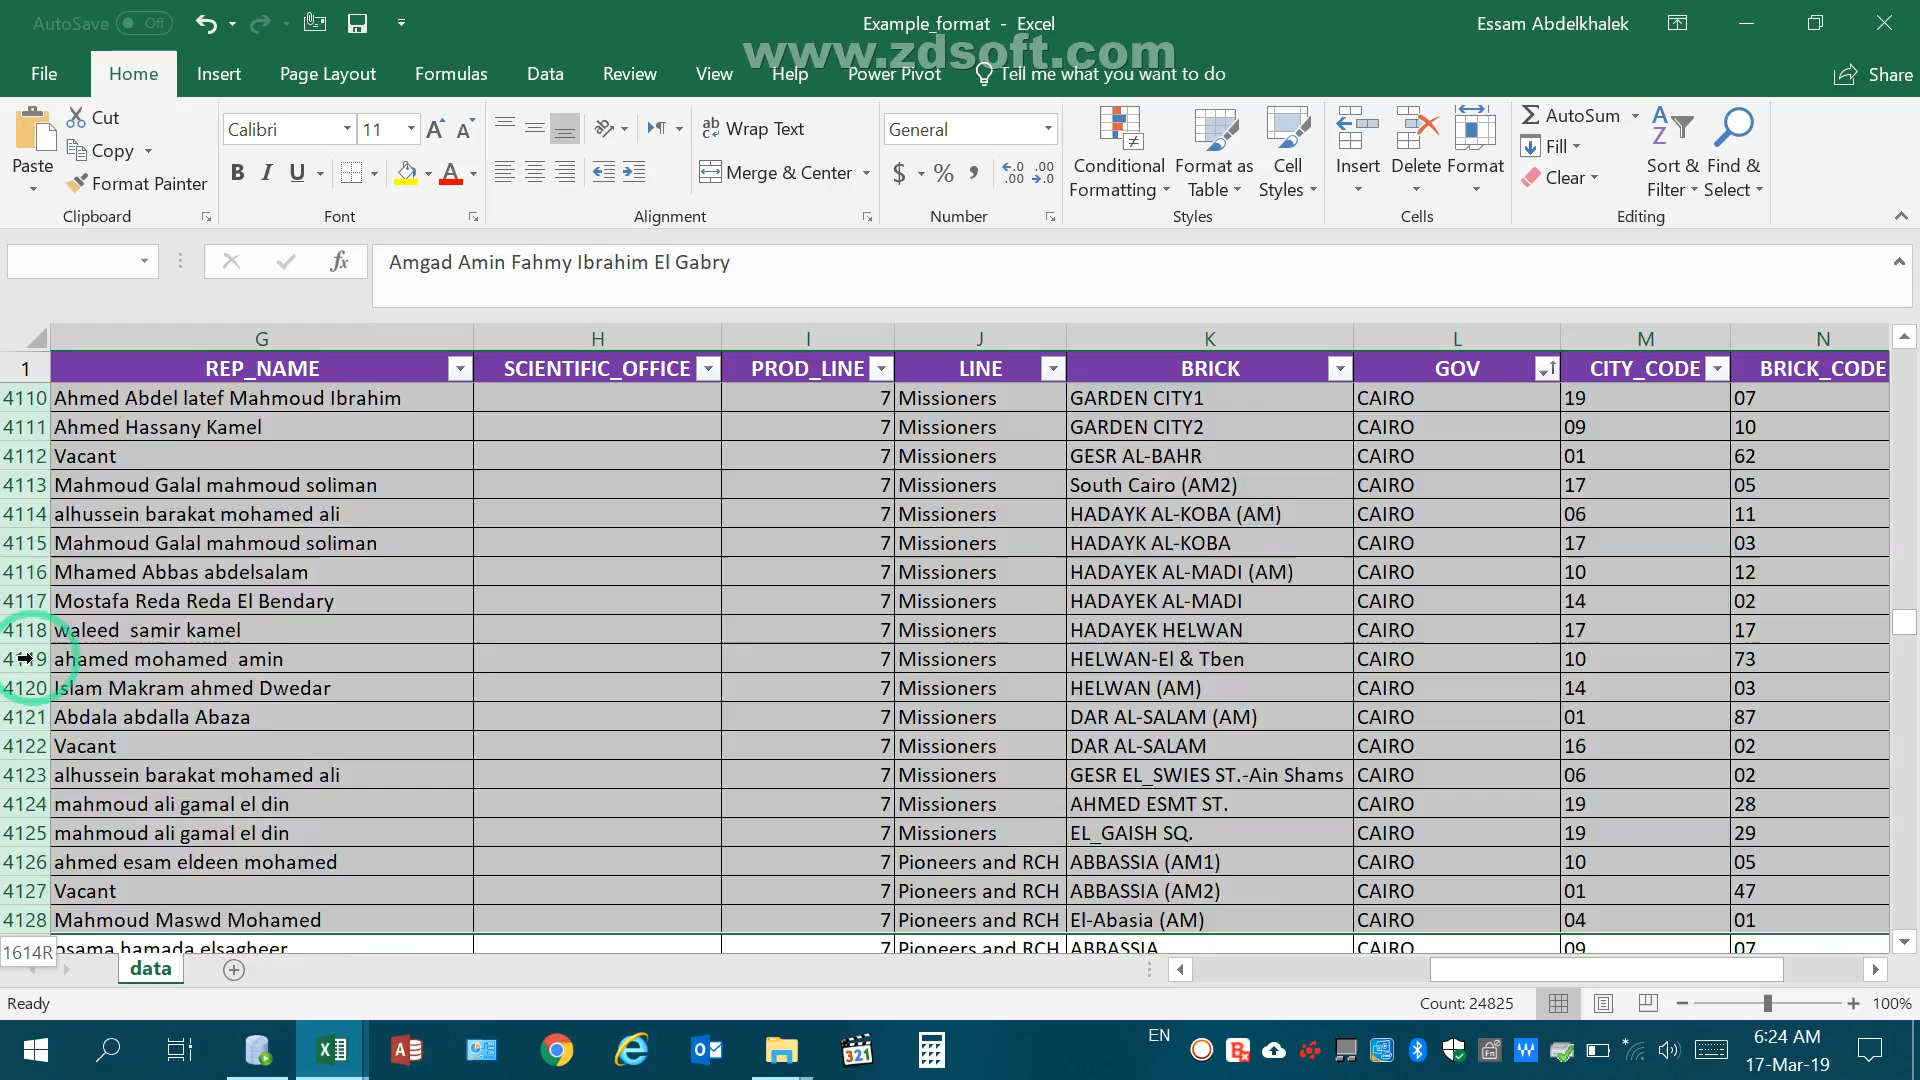 AutoSave Off
Example_format - Excel
Essam Abdelkhalek
www.zdsoft.com
File Home Insert Page Layout Formulas Data Review View Help Power Pivot Tell me what you want to do Share
Paste
Cut
Copy
Format Painter
Clipboard
Calibri 11
B I U
Font
Wrap Text
Merge & Center
Alignment
General
$ % ,
Number
Conditional Formatting
Format as Table
Cell Styles
Styles
Insert Delete Format
Cells
AutoSum
Fill
Clear
Sort & Filter
Find & Select
Editing
fx Amgad Amin Fahmy Ibrahim El Gabry
G H I J K L M N
1 REP_NAME SCIENTIFIC_OFFICE PROD_LINE LINE BRICK GOV CITY_CODE BRICK_CODE
4110 Ahmed Abdel latef Mahmoud Ibrahim 7 Missioners GARDEN CITY1 CAIRO 19 07
4111 Ahmed Hassany Kamel 7 Missioners GARDEN CITY2 CAIRO 09 10
4112 Vacant 7 Missioners GESR AL-BAHR CAIRO 01 62
4113 Mahmoud Galal mahmoud soliman 7 Missioners South Cairo (AM2) CAIRO 17 05
4114 alhussein barakat mohamed ali 7 Missioners HADAYK AL-KOBA (AM) CAIRO 06 11
4115 Mahmoud Galal mahmoud soliman 7 Missioners HADAYK AL-KOBA CAIRO 17 03
4116 Mhamed Abbas abdelsalam 7 Missioners HADAYEK AL-MADI (AM) CAIRO 10 12
4117 Mostafa Reda Reda El Bendary 7 Missioners HADAYEK AL-MADI CAIRO 14 02
4118 waleed samir kamel 7 Missioners HADAYEK HELWAN CAIRO 17 17
4119 ahamed mohamed amin 7 Missioners HELWAN-El & Tben CAIRO 10 73
4120 Islam Makram ahmed Dwedar 7 Missioners HELWAN (AM) CAIRO 14 03
4121 Abdala abdalla Abaza 7 Missioners DAR AL-SALAM (AM) CAIRO 01 87
4122 Vacant 7 Missioners DAR AL-SALAM CAIRO 16 02
4123 alhussein barakat mohamed ali 7 Missioners GESR EL_SWIES ST.-Ain Shams CAIRO 06 02
4124 mahmoud ali gamal el din 7 Missioners AHMED ESMT ST. CAIRO 19 28
4125 mahmoud ali gamal el din 7 Missioners EL_GAISH SQ. CAIRO 19 29
4126 ahmed esam eldeen mohamed 7 Pioneers and RCH ABBASSIA (AM1) CAIRO 10 05
4127 Vacant 7 Pioneers and RCH ABBASSIA (AM2) CAIRO 01 47
4128 Mahmoud Maswd Mohamed 7 Pioneers and RCH El-Abasia (AM) CAIRO 04 01
1614R osama hamada elsagheer 7 Pioneers and RCH ABBASSIA CAIRO 09 07
data
Ready
Count: 24825
100%
EN
6:24 AM
17-Mar-19